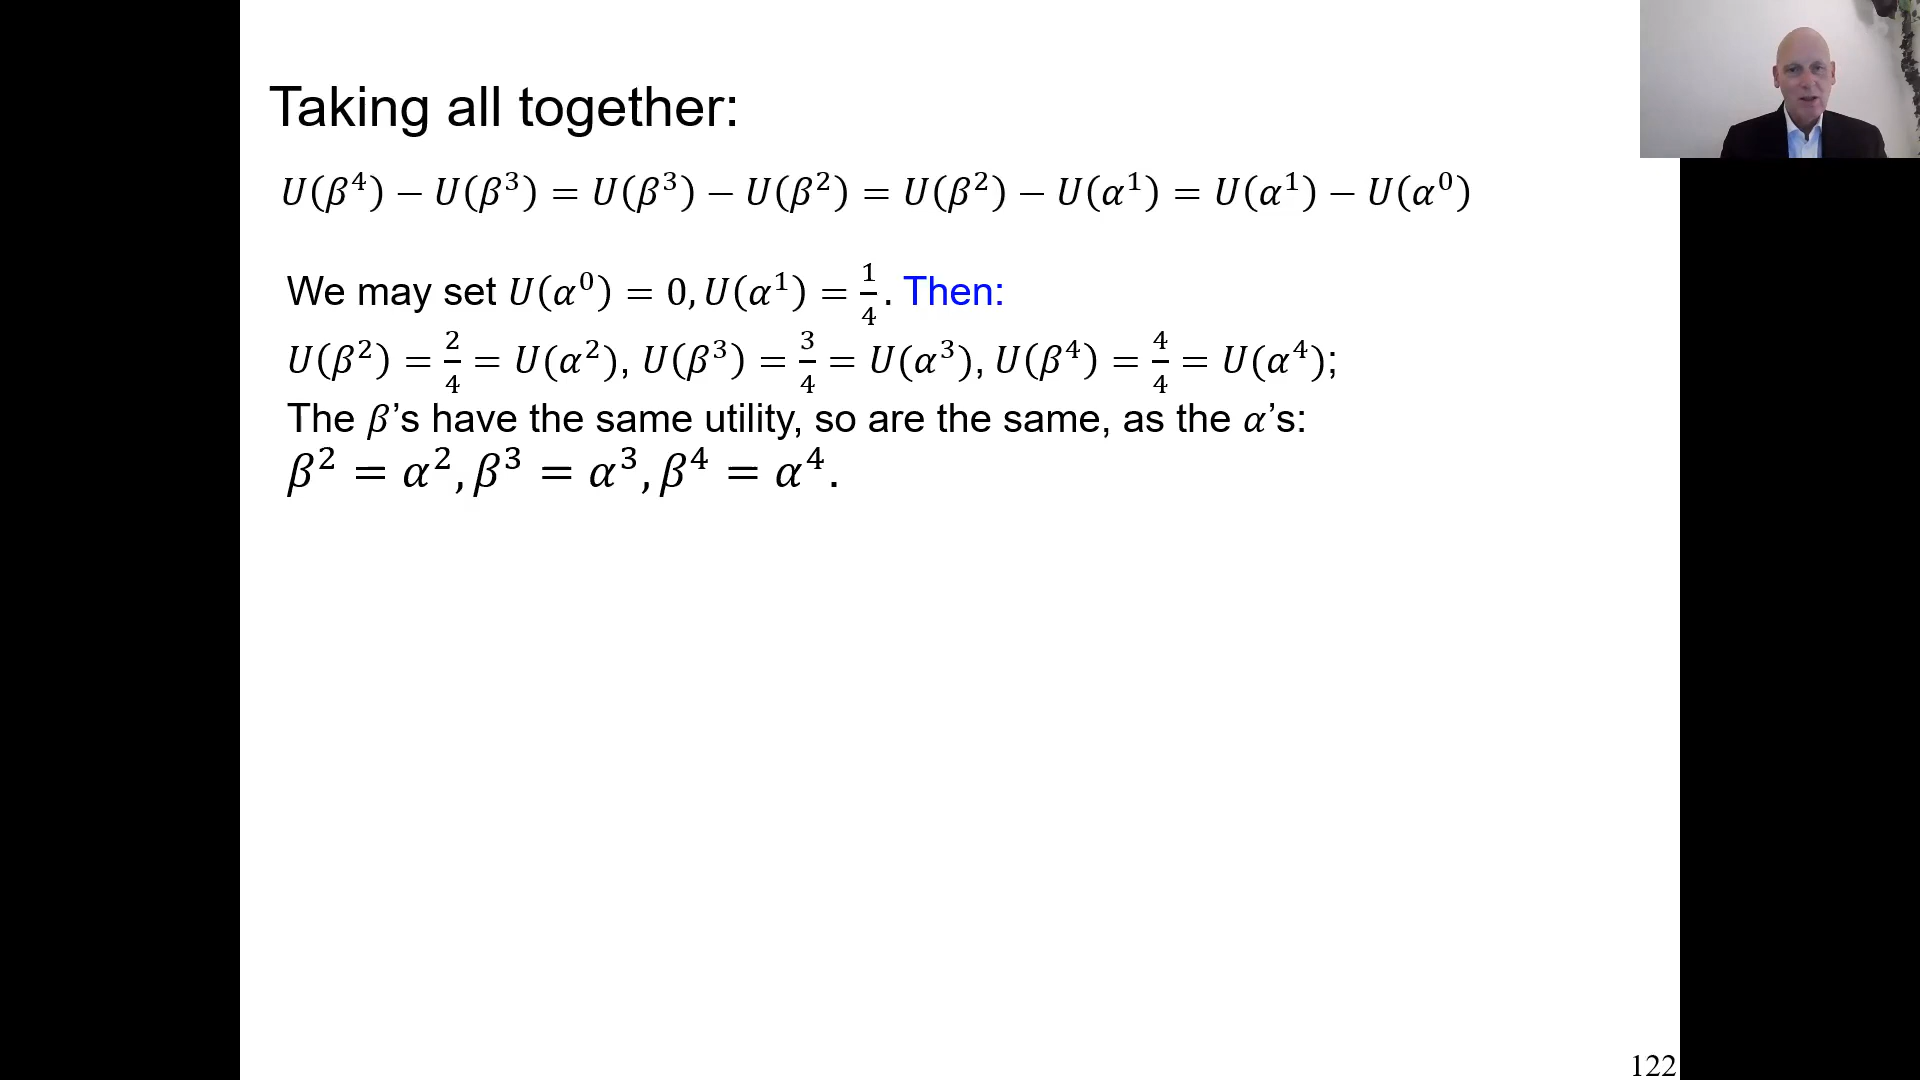 Taking all together:
U(β⁴) − U(β³) = U(β³) − U(β²) = U(β²) − U(α¹) = U(α¹) − U(α⁰)
We may set U(α⁰) = 0, U(α¹) = 1/4. Then:
U(β²) = 2/4 = U(α²), U(β³) = 3/4 = U(α³), U(β⁴) = 4/4 = U(α⁴);
The β’s have the same utility, so are the same, as the α’s:
β² = α², β³ = α³, β⁴ = α⁴.
122